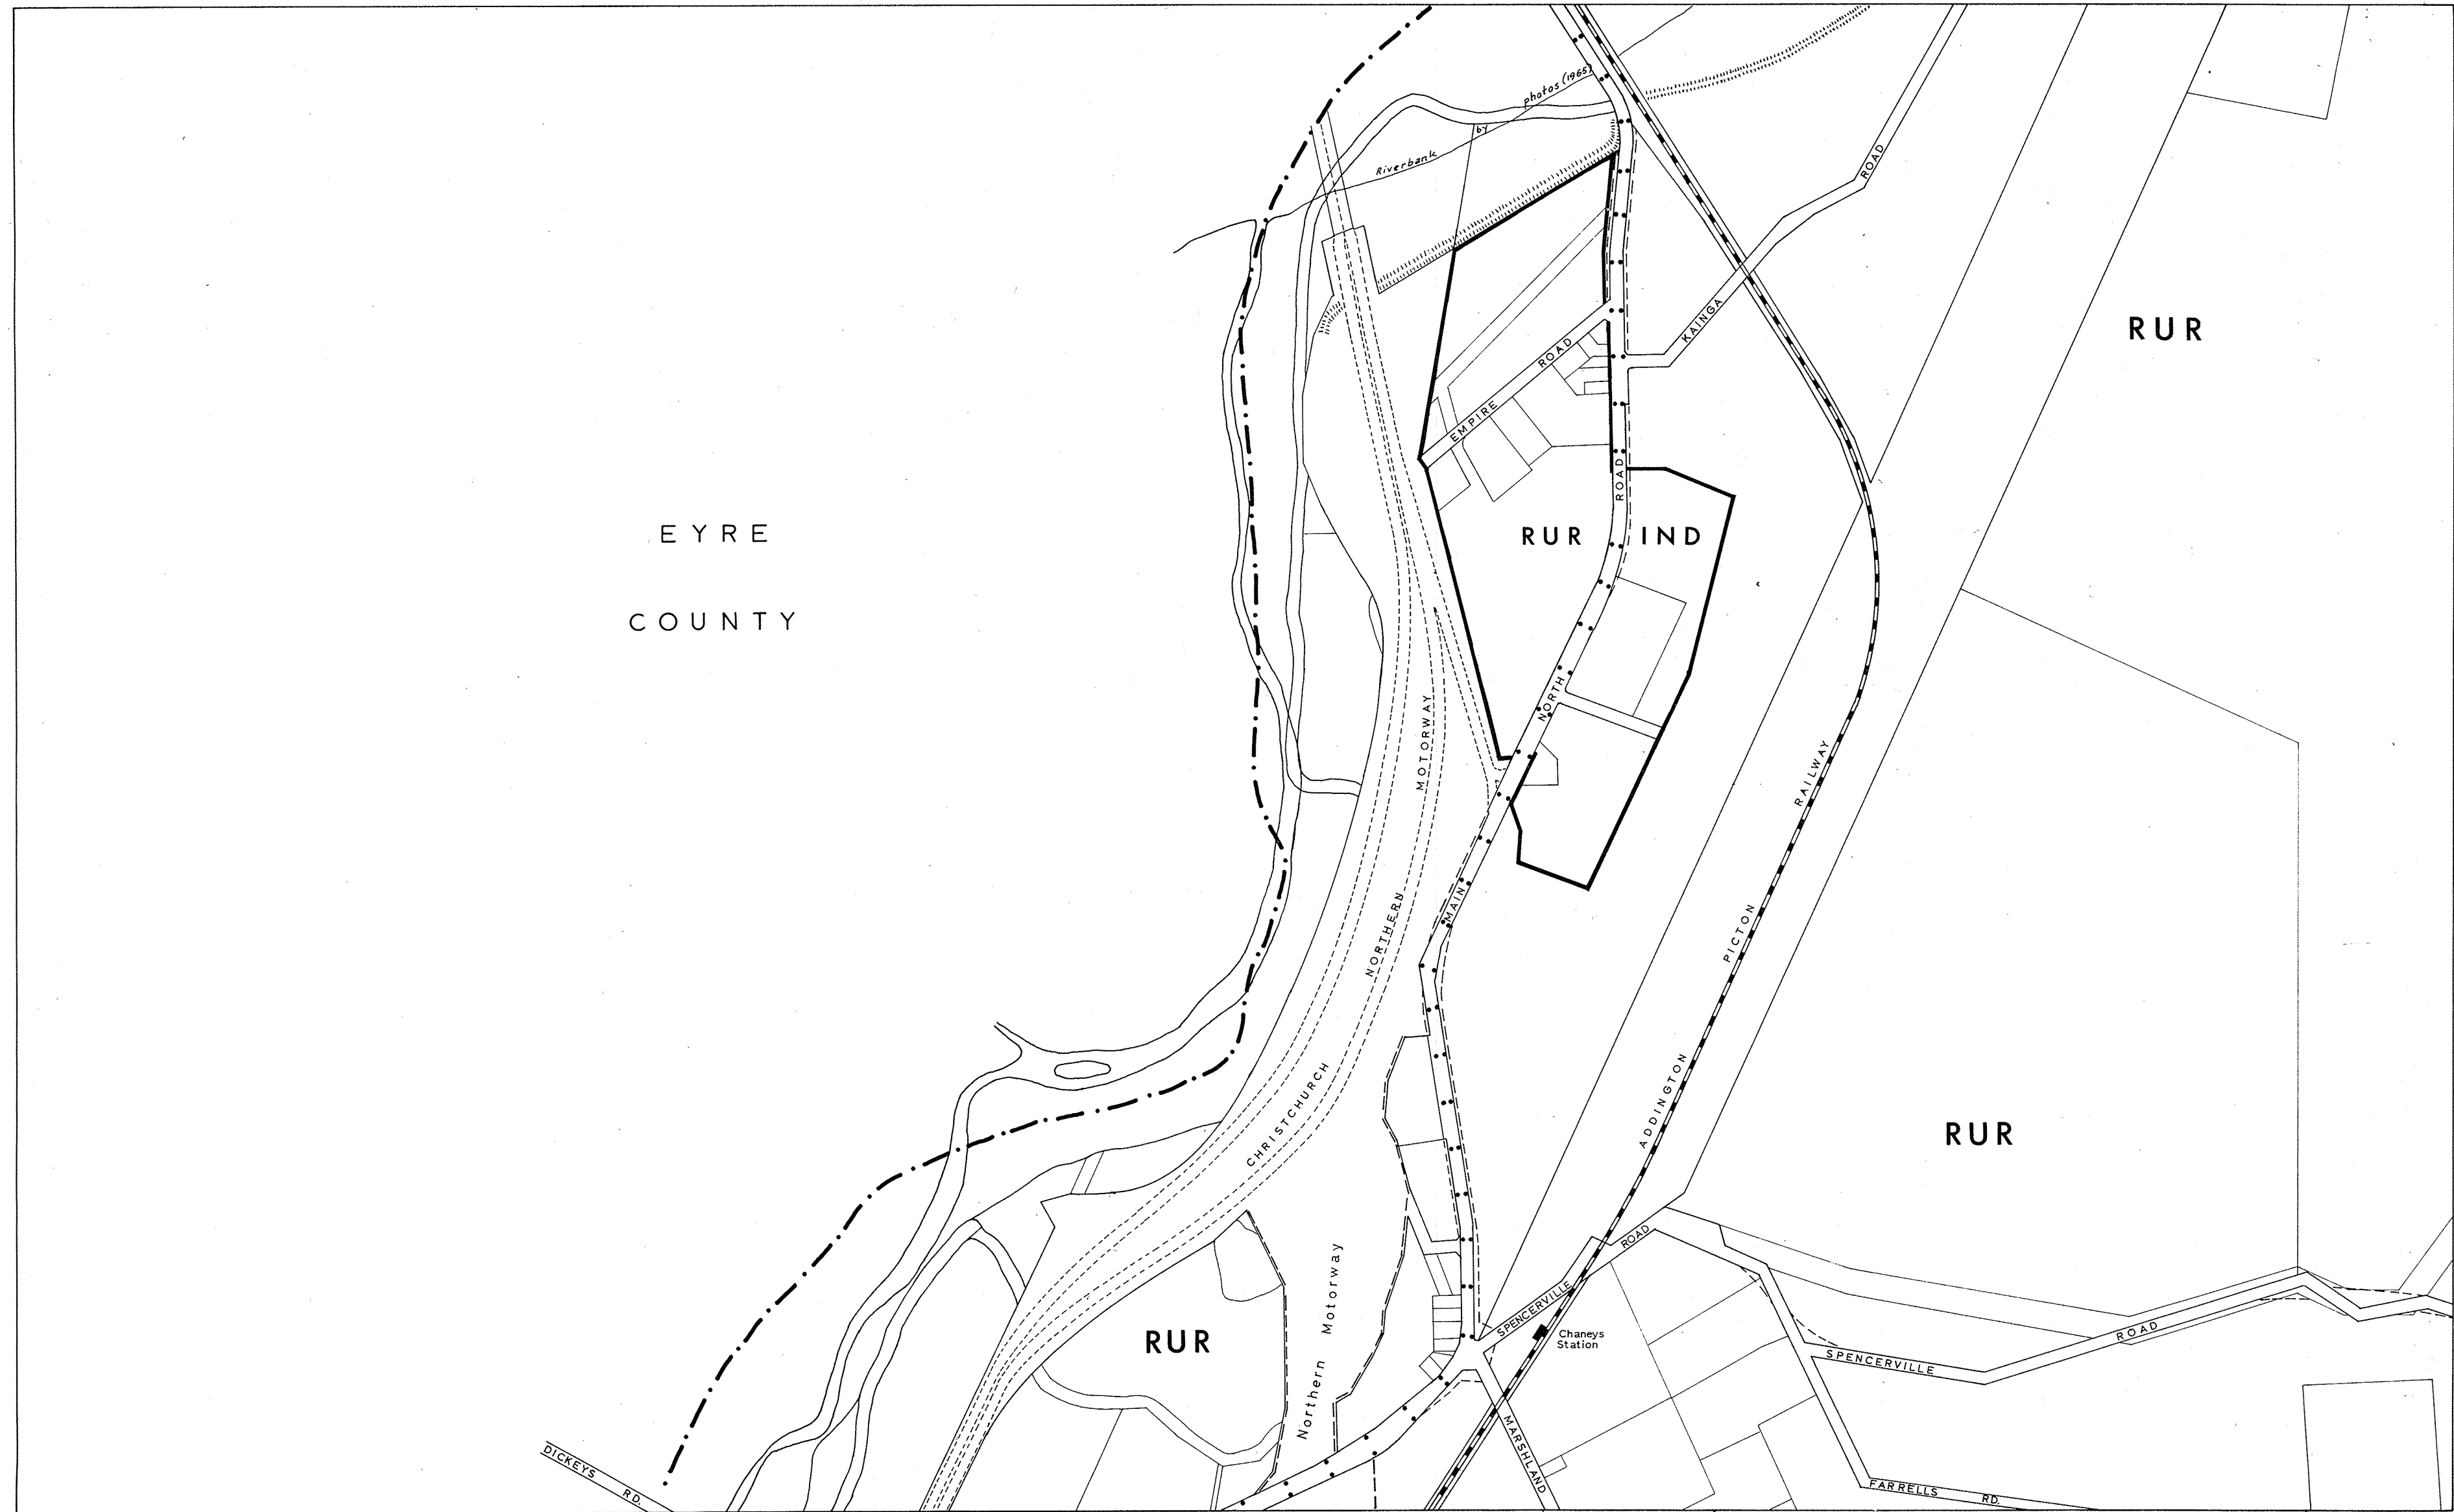 photos (1965)
by
Riverbank
ROAD
KAINGA
RUR
EMPIRE ROAD
ROAD
EYRE
COUNTY
RUR IND
NORTH
MOTORWAY
RAILWAY
MAIN
NORTHERN
PICTON
ADDINGTON
CHRISTCHURCH
RUR
ROAD
SPENCERVILLE
Northern Motorway
RUR
Chaneys
Station
ROAD
SPENCERVILLE
MARSHLAND
DICKEYS
RD.
FARRELLS RD.